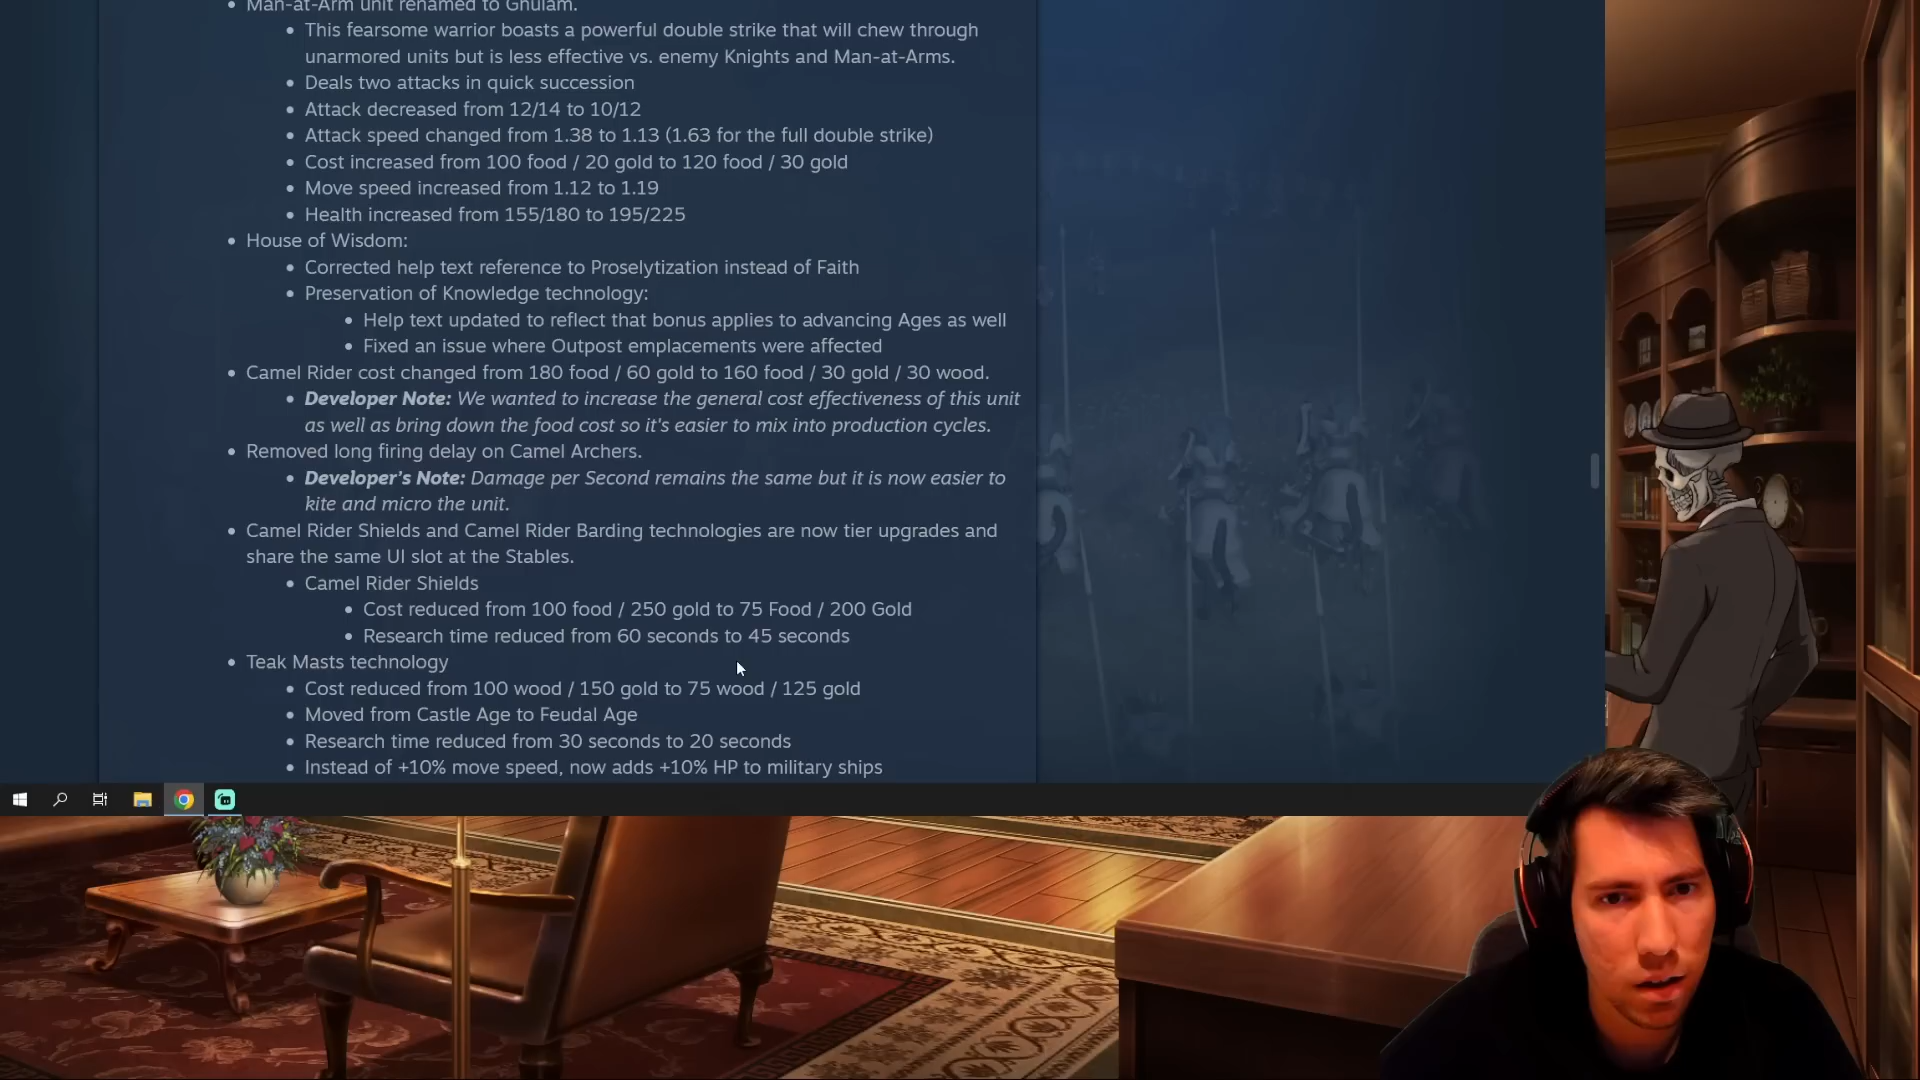 Man-at-Arm unit renamed to Ghulam.
This fearsome warrior boasts a powerful double strike that will chew through
unarmored units but is less effective vs. enemy Knights and Man-at-Arms.
Deals two attacks in quick succession
Attack decreased from 12/14 to 10/12
Attack speed changed from 1.38 to 1.13 (1.63 for the full double strike)
Cost increased from 100 food / 20 gold to 120 food / 30 gold
Move speed increased from 1.12 to 1.19
Health increased from 155/180 to 195/225
House of Wisdom:
Corrected help text reference to Proselytization instead of Faith
Preservation of Knowledge technology:
Help text updated to reflect that bonus applies to advancing Ages as well
Fixed an issue where Outpost emplacements were affected
Camel Rider cost changed from 180 food / 60 gold to 160 food / 30 gold / 30 wood.
Developer Note: We wanted to increase the general cost effectiveness of this unit
as well as bring down the food cost so it's easier to mix into production cycles.
Removed long firing delay on Camel Archers.
Developer's Note: Damage per Second remains the same but it is now easier to
kite and micro the unit.
Camel Rider Shields and Camel Rider Barding technologies are now tier upgrades and
share the same UI slot at the Stables.
Camel Rider Shields
Cost reduced from 100 food / 250 gold to 75 Food / 200 Gold
Research time reduced from 60 seconds to 45 seconds
Teak Masts technology
Cost reduced from 100 wood / 150 gold to 75 wood / 125 gold
Moved from Castle Age to Feudal Age
Research time reduced from 30 seconds to 20 seconds
Instead of +10% move speed, now adds +10% HP to military ships